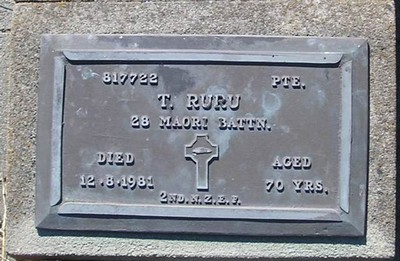 817722 PTE.
T. RURU
28 MAORI BATTN.
DIED AGED
12.8.1981 70 YRS.
2ND. N.Z.E.F.